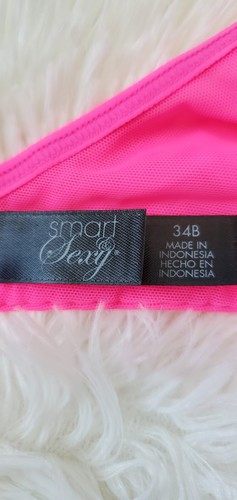 smart
& Sexy®
34B
MADE IN
INDONESIA
HECHO EN
INDONESIA